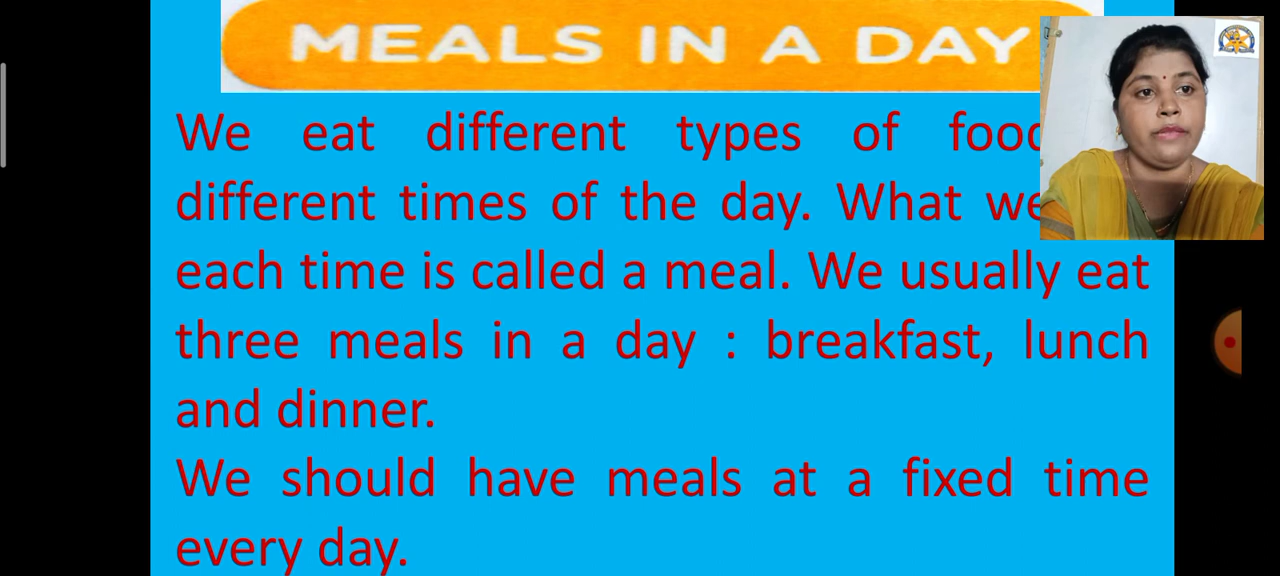 MEALS IN A DAY
We eat different types of
different times of the day. What
each time is called a meal. We usually eat
three meals in a day : breakfast, lunch
and dinner.
We should have meals at a fixed time
every day.